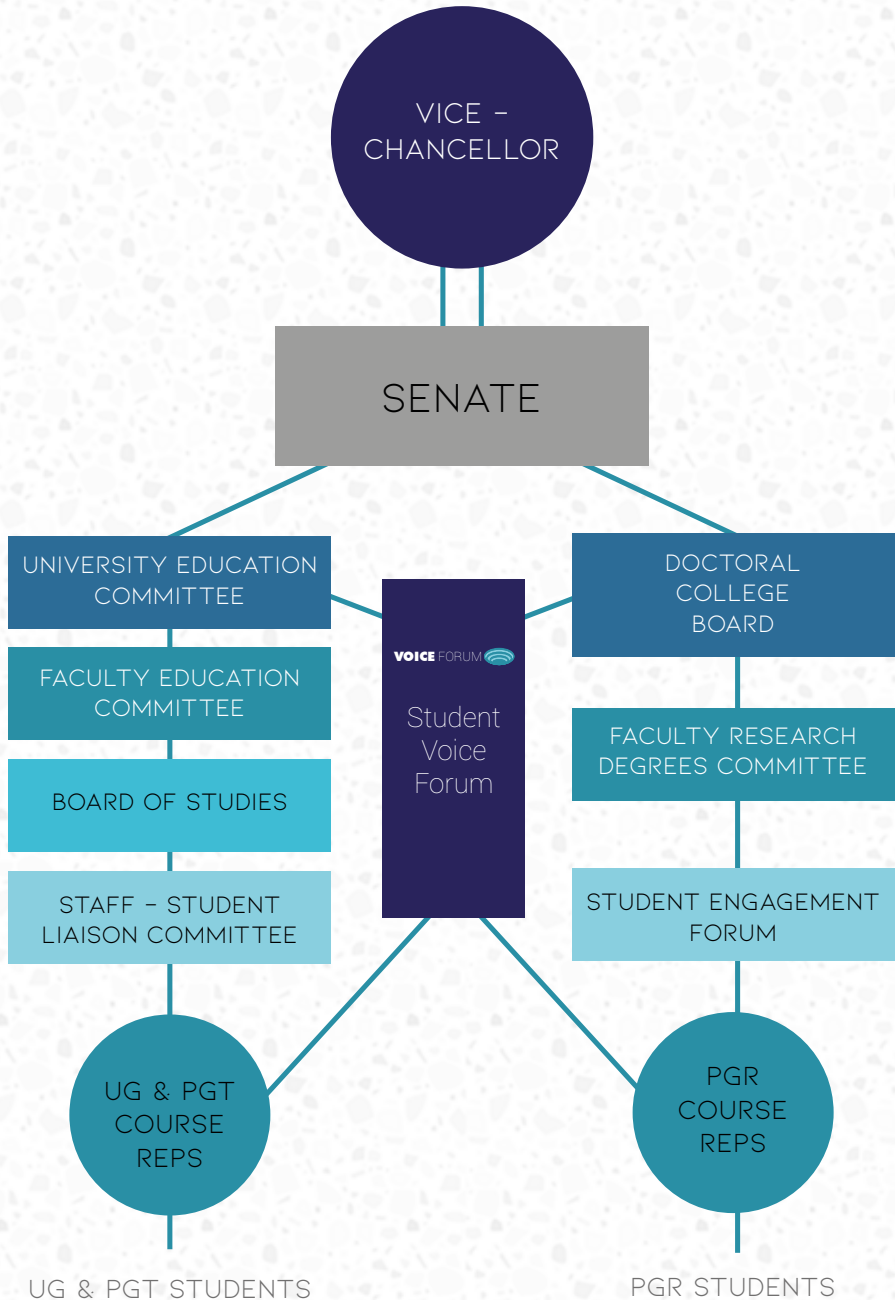 VICE –
CHANCELLOR
SENATE
UNIVERSITY EDUCATION
COMMITTEE
FACULTY EDUCATION
COMMITTEE
BOARD OF STUDIES
STAFF – STUDENT
LIAISON COMMITTEE
UG & PGT
COURSE
REPS
UG & PGT STUDENTS
VOICE FORUM
Student
Voice
Forum
DOCTORAL
COLLEGE
BOARD
FACULTY RESEARCH
DEGREES COMMITTEE
STUDENT ENGAGEMENT
FORUM
PGR
COURSE
REPS
PGR STUDENTS